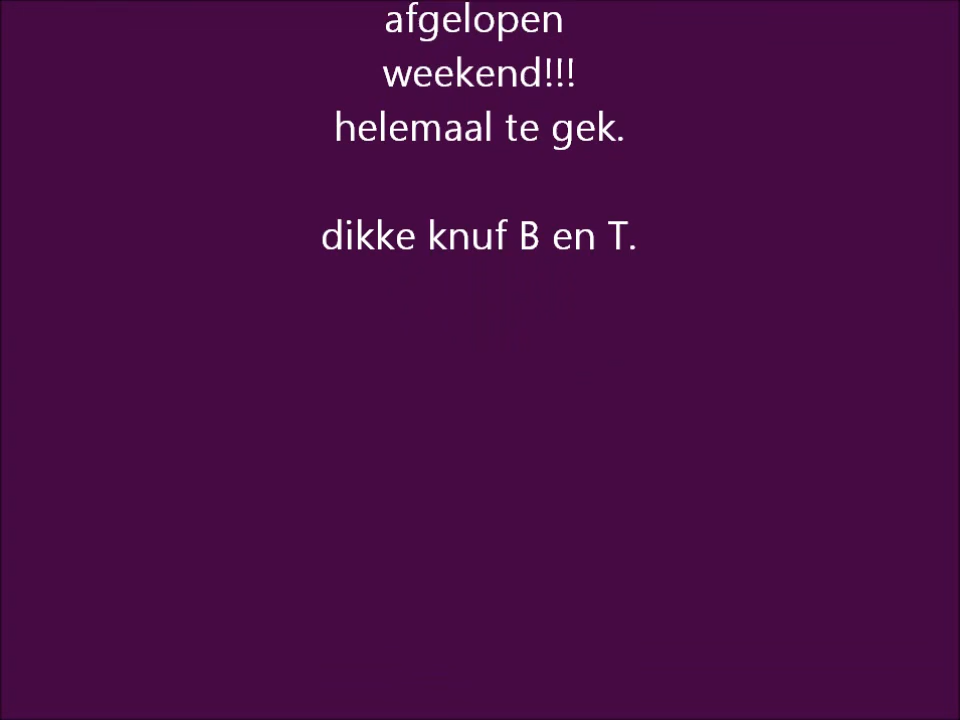 afgelopen
weekend!!!
helemaal te gek.
dikke knuf B en T.